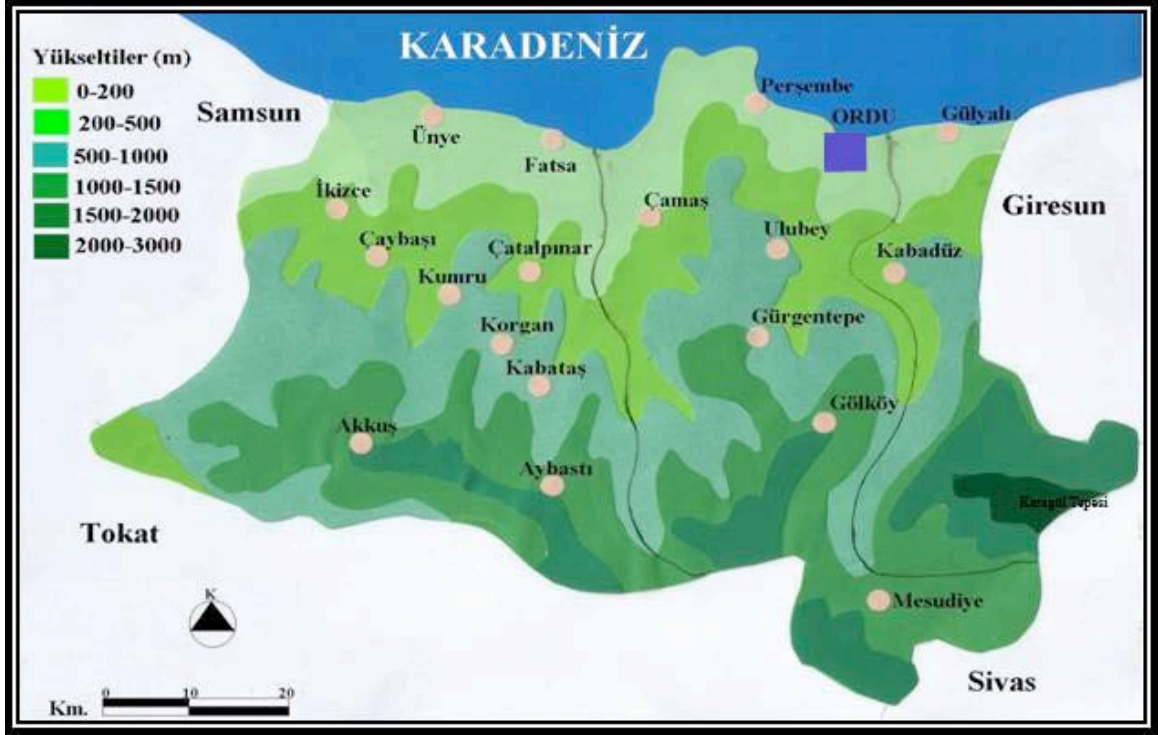 KARADENİZ
Yükseltiler (m)
0-200
200-500
500-1000
1000-1500
1500-2000
2000-3000
Samsun
Ünye
Fatsa
Perşembe
ORDU
Gülyalı
Giresun
İkizce
Çaybaşı
Kumru
Çatalpınar
Çamaş
Ulubey
Kabadüz
Korgan
Kabataş
Gürgentepe
Gölköy
Akkuş
Aybastı
Karagöl Tepesi
Tokat
Mesudiye
Sivas
K
0 10 20
Km.